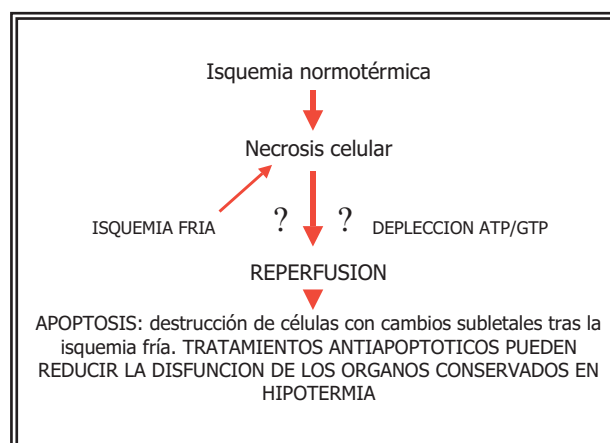 Isquemia normotérmica
Necrosis celular
ISQUEMIA FRIA
? ? DEPLECCION ATP/GTP
REPERFUSION
APOPTOSIS: destrucción de células con cambios subletales tras la
isquemia fría. TRATAMIENTOS ANTIAPOPTOTICOS PUEDEN
REDUCIR LA DISFUNCION DE LOS ORGANOS CONSERVADOS EN
HIPOTERMIA